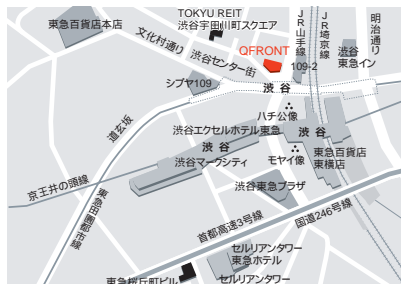 TOKYU REIT
渋谷宇田川町スクエア
東急百貨店本店
文化村通り
渋谷センター街
QFRONT
109-2
JR山手線
JR埼京線
明治通り
渋谷
東急イン
シブヤ109
渋谷
ハチ公像
道玄坂
渋谷エクセルホテル東急
渋谷
渋谷
渋谷マークシティ
モヤイ像
東急百貨店
東横店
京王井の頭線
東急田園都市線
渋谷東急プラザ
首都高速3号線
国道246号線
セルリアンタワー
東急ホテル
東急桜丘町ビル
セルリアンタワー